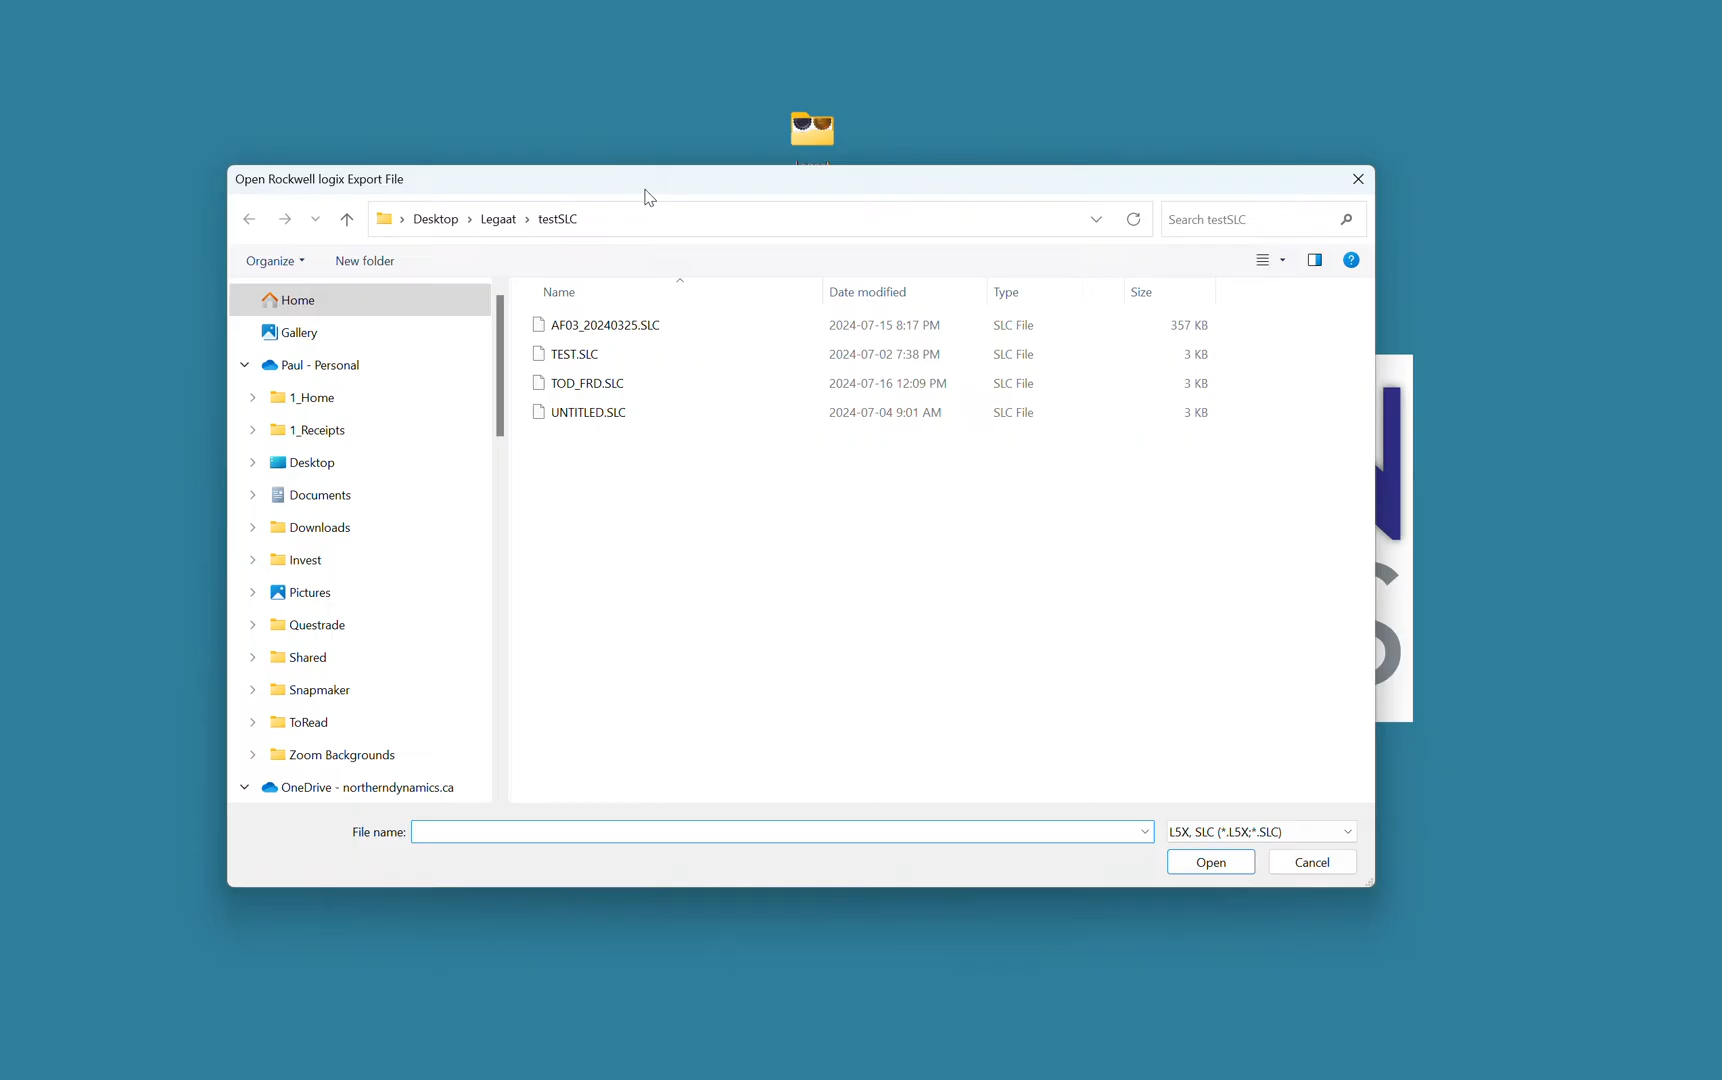 Open Rockwell logix Export File
Desktop Legaat testSLC
Search testSLC
Organize New folder
Name Date modified Type Size
AF03_20240325.SLC 2024-07-15 8:17 PM SLC File 357 KB
TEST.SLC 2024-07-02 7:38 PM SLC File 3 KB
TOD_FRD.SLC 2024-07-16 12:09 PM SLC File 3 KB
UNTITLED.SLC 2024-07-04 9:01 AM SLC File 3 KB
Home
Gallery
Paul - Personal
1_Home
1_Receipts
Desktop
Documents
Downloads
Invest
Pictures
Questrade
Shared
Snapmaker
ToRead
Zoom Backgrounds
OneDrive - northerndynamics.ca
File name: L5X, SLC (*.L5X;*.SLC)
Open Cancel